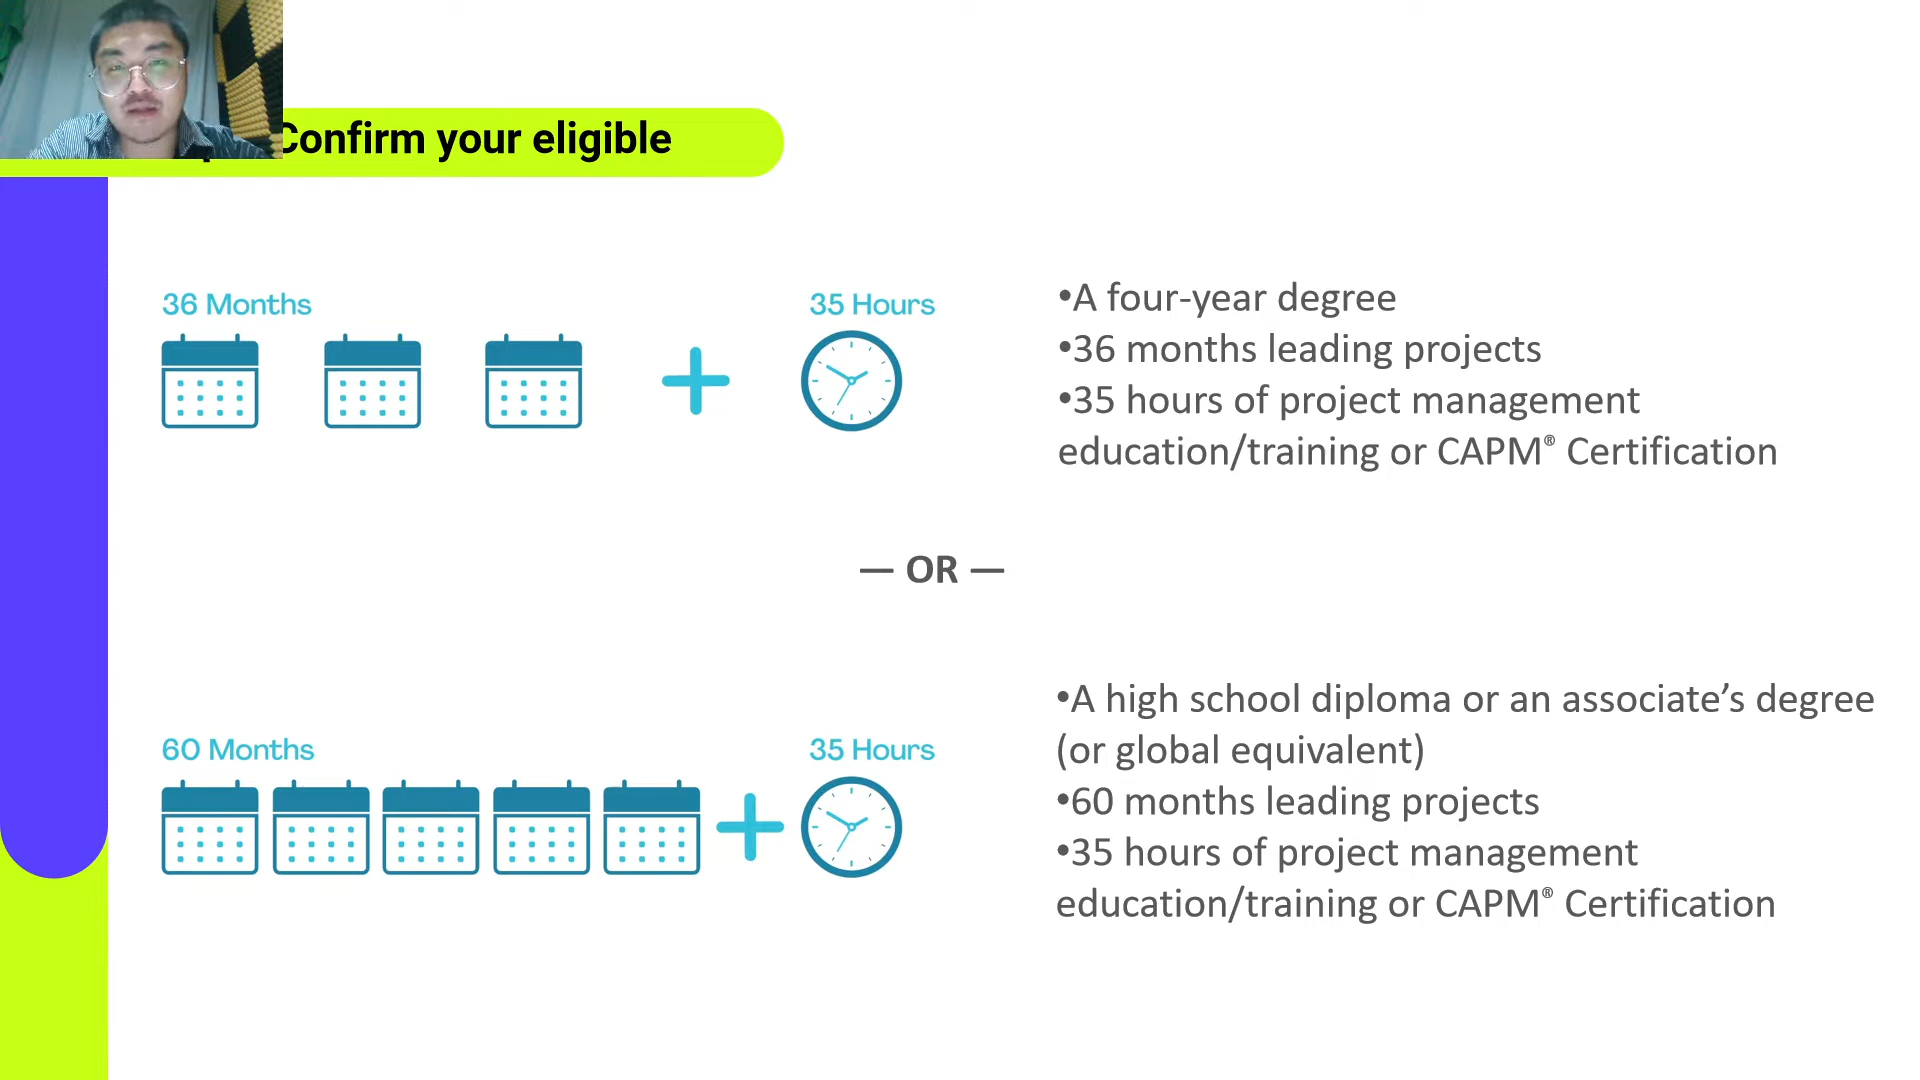 Confirm your eligible
36 Months
35 Hours
•A four-year degree
•36 months leading projects
•35 hours of project management
education/training or CAPM® Certification
— OR —
60 Months
35 Hours
•A high school diploma or an associate’s degree
(or global equivalent)
•60 months leading projects
•35 hours of project management
education/training or CAPM® Certification